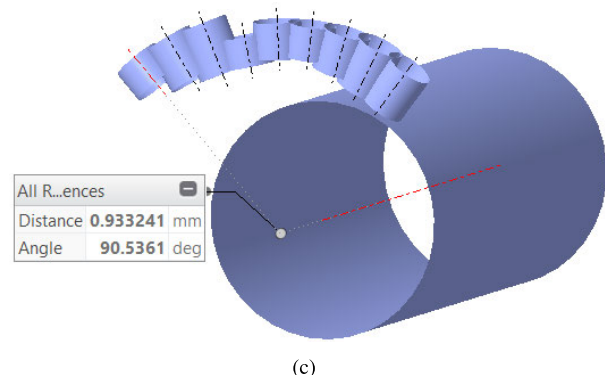 All R...ences
Distance 0.933241 mm
Angle 90.5361 deg
(c)